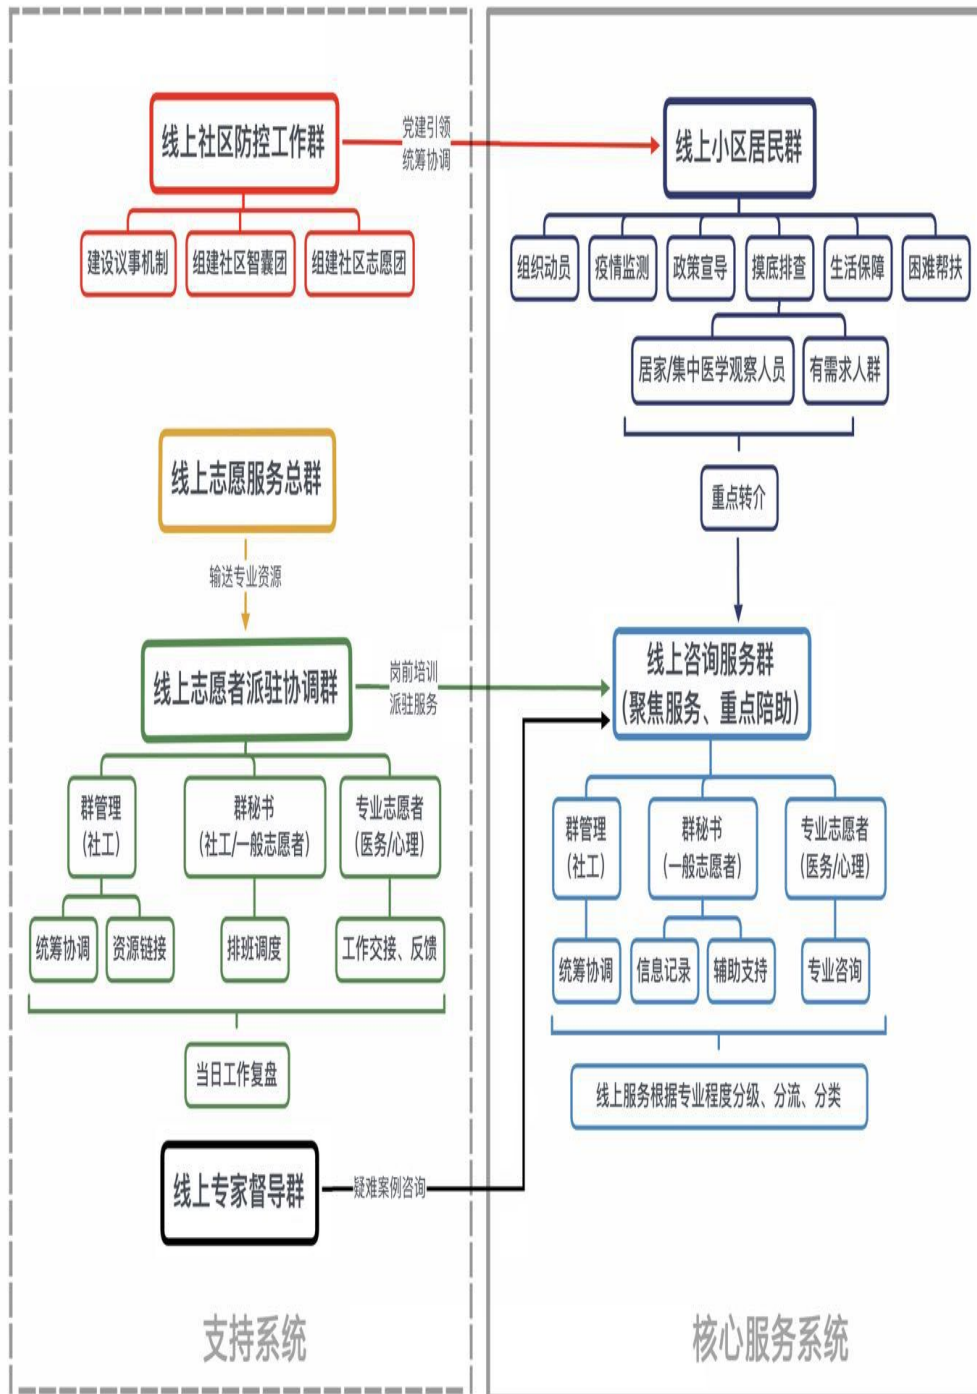 线上社区防控工作群
党建引领
统筹协调
线上小区居民群
建设议事机制
组建社区智囊团
组建社区志愿团
组织动员
疫情监测
政策宣导
摸底排查
生活保障
困难帮扶
居家/集中医学观察人员
有需求人群
重点转介
线上志愿服务总群
输送专业资源
线上志愿者派驻协调群
岗前培训
派驻服务
线上咨询服务群
(聚焦服务、重点陪助)
群管理
(社工)
群秘书
(社工/一般志愿者)
专业志愿者
(医务/心理)
统筹协调
资源链接
排班调度
工作交接、反馈
当日工作复盘
群管理
(社工)
群秘书
(一般志愿者)
专业志愿者
(医务/心理)
统筹协调
信息记录
辅助支持
专业咨询
线上服务根据专业程度分级、分流、分类
线上专家督导群
疑难案例咨询
支持系统
核心服务系统